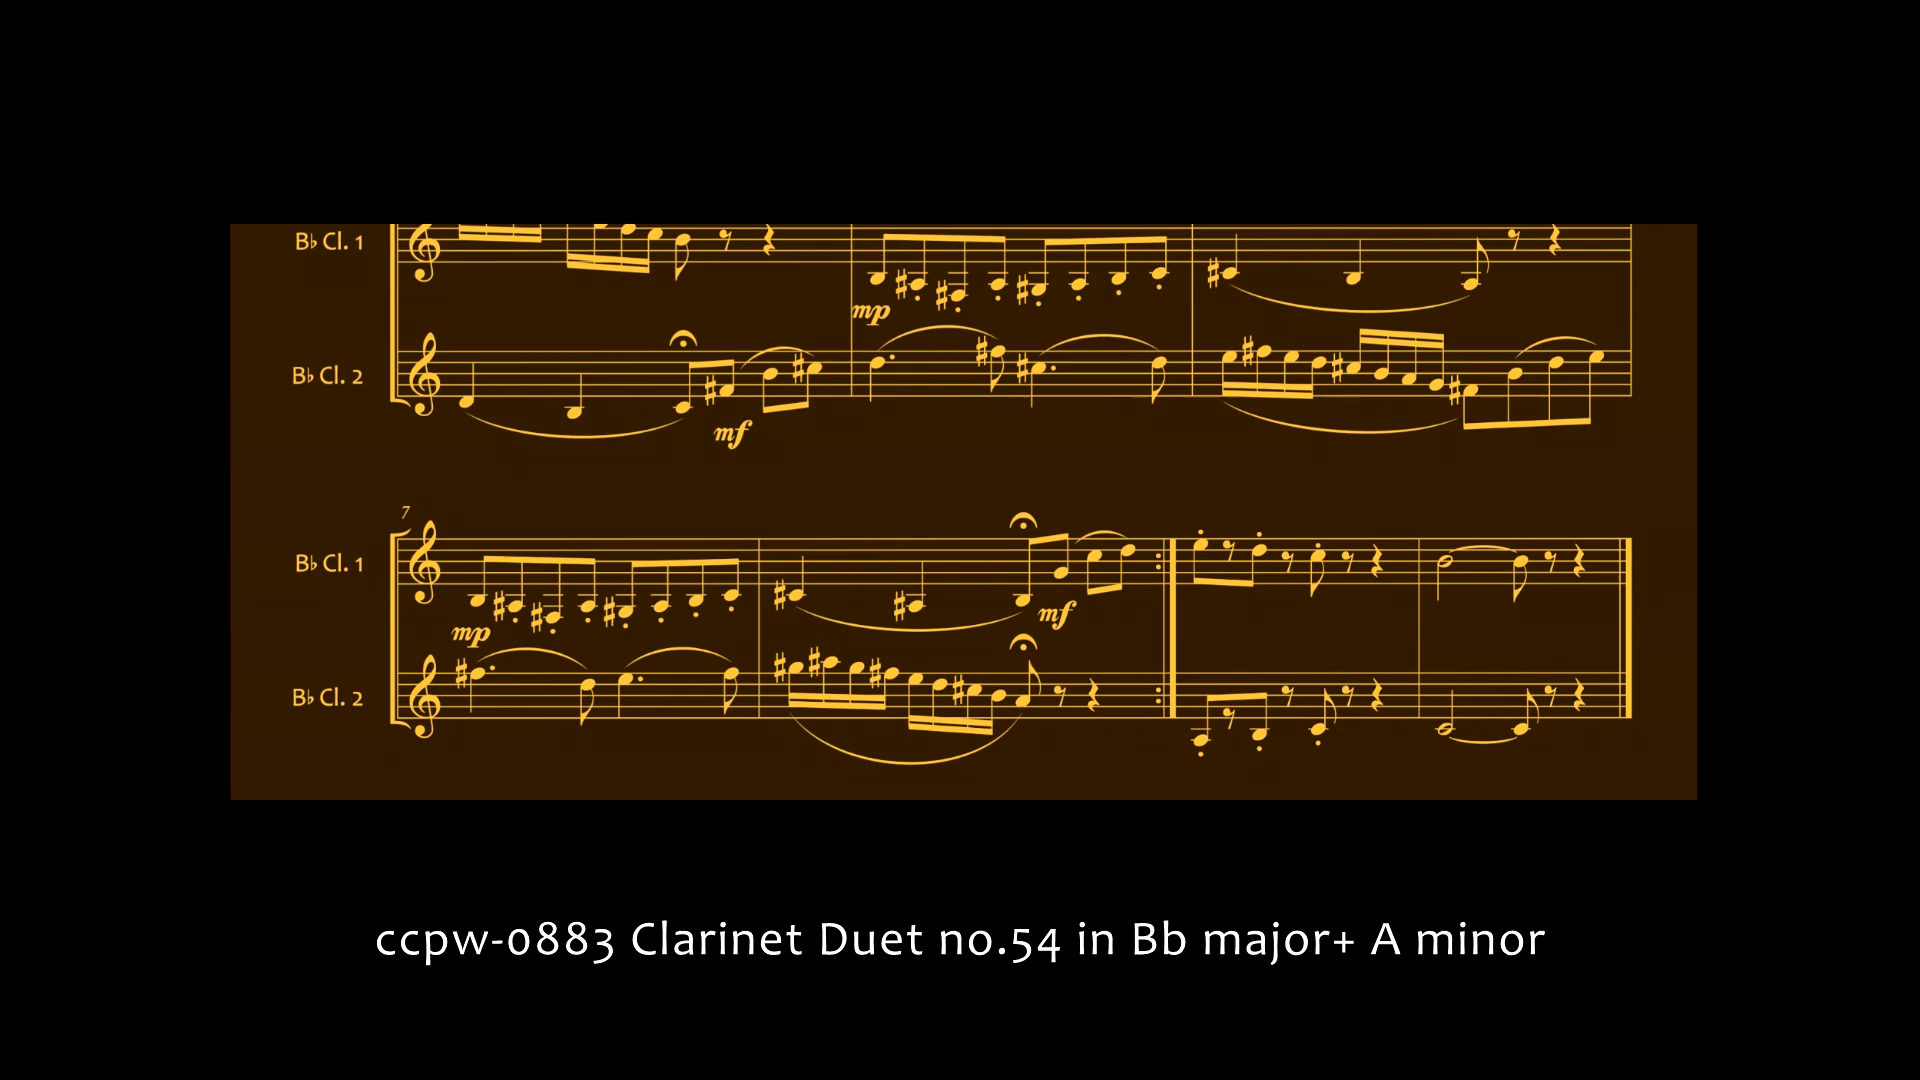 B♭ Cl. 1
mp
B♭ Cl. 2
mf
7
B♭ Cl. 1
mp
mf
B♭ Cl. 2
ccpw-0883 Clarinet Duet no.54 in Bb major+ A minor